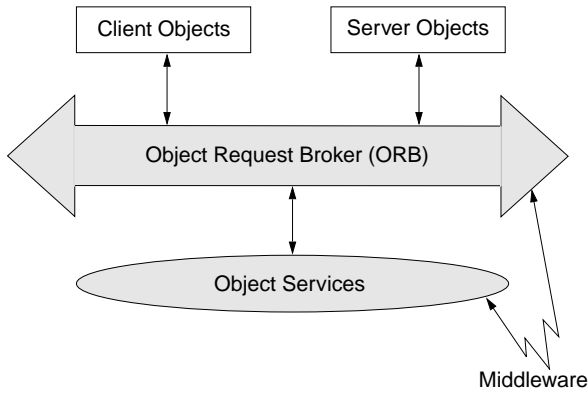 Client Objects
Server Objects
Object Request Broker (ORB)
Object Services
Middleware